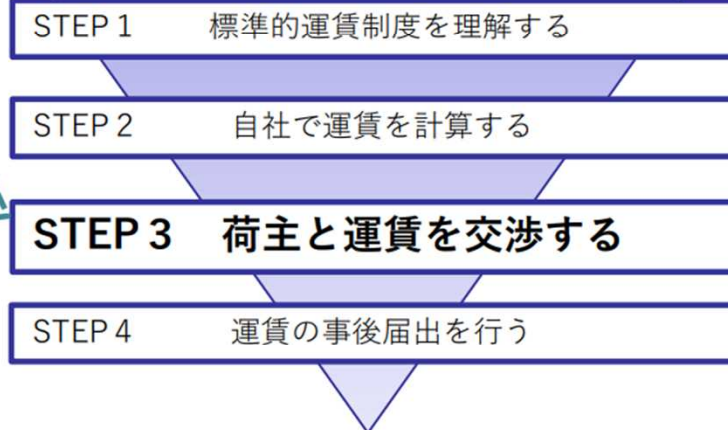 STEP 1 標準的運賃制度を理解する
STEP 2 自社で運賃を計算する
STEP 3 荷主と運賃を交渉する
STEP 4 運賃の事後届出を行う